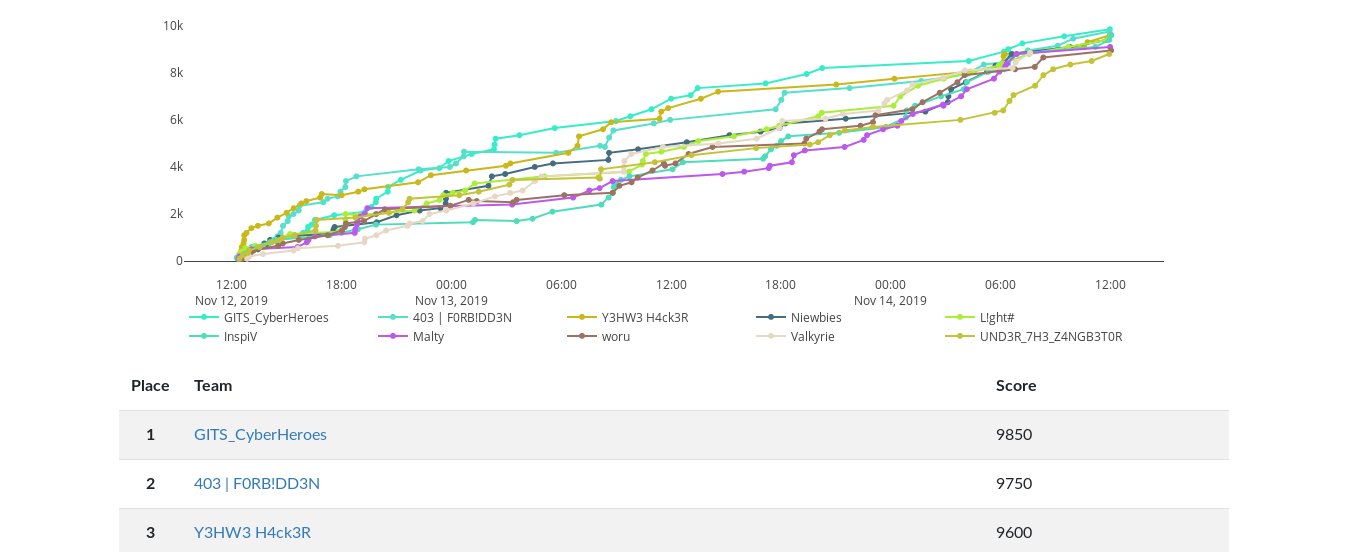 10k
8k
6k
4k
2k
0
12:00 18:00 00:00 06:00 12:00 18:00 00:00 06:00 12:00
Nov 12, 2019 Nov 13, 2019 Nov 14, 2019
GITS_CyberHeroes 403 | F0RB!DD3N Y3HW3 H4ck3R Niewbies L!ght#
InspiV Malty woru Valkyrie UND3R_7H3_Z4NGB3T0R
Place Team Score
1 GITS_CyberHeroes 9850
2 403 | F0RB!DD3N 9750
3 Y3HW3 H4ck3R 9600